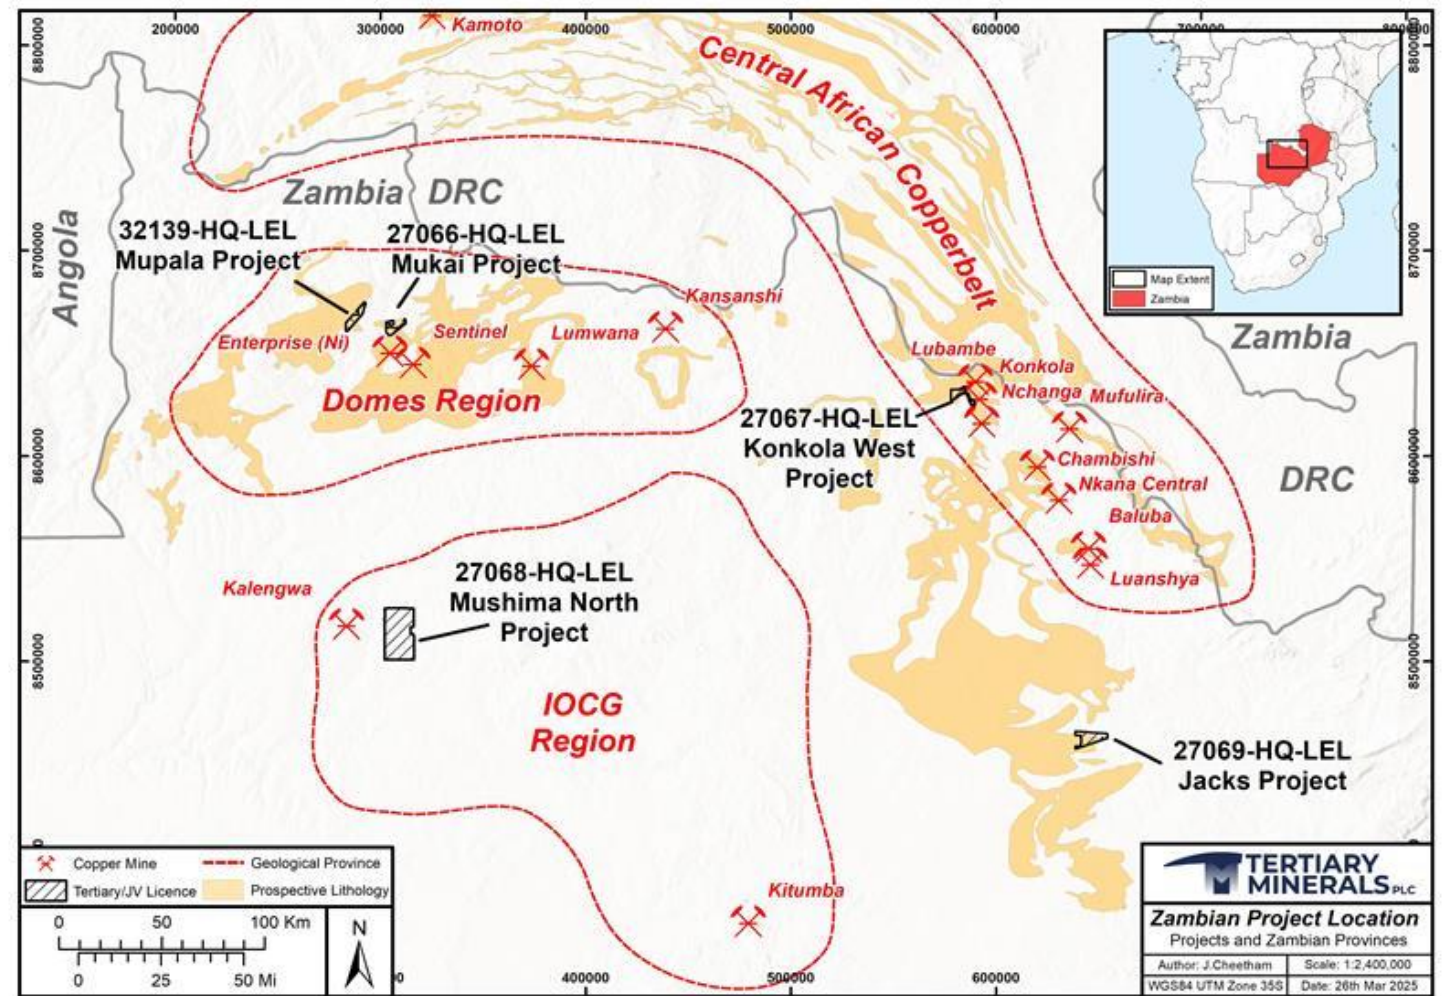 200000 300000 400000 500000 600000
8800000
8800000
Kamoto
Central African Copperbelt
Map Extent
Zambia
Zambia DRC
Angola
32139-HQ-LEL
Mupala Project
27066-HQ-LEL
Mukai Project
8700000
8700000
Kansanshi
Enterprise (Ni)
Sentinel
Lumwana
Zambia
Lubambe
Konkola
Nchanga
Mufulira
Domes Region
27067-HQ-LEL
Konkola West
Project
8600000
8600000
Chambishi
Nkana Central
DRC
Baluba
Luanshya
Kalengwa
27068-HQ-LEL
Mushima North
Project
8500000
8500000
IOCG
Region
27069-HQ-LEL
Jacks Project
Kitumba
Copper Mine
Geological Province
Tertiary/JV Licence
Prospective Lithology
0 50 100 Km
0 25 50 Mi
N
400000 500000 600000
TERTIARY
MINERALS PLC
Zambian Project Location
Projects and Zambian Provinces
Author: J.Cheetham
Scale: 1:2,400,000
WGS84 UTM Zone 35S
Date: 26th Mar 2025